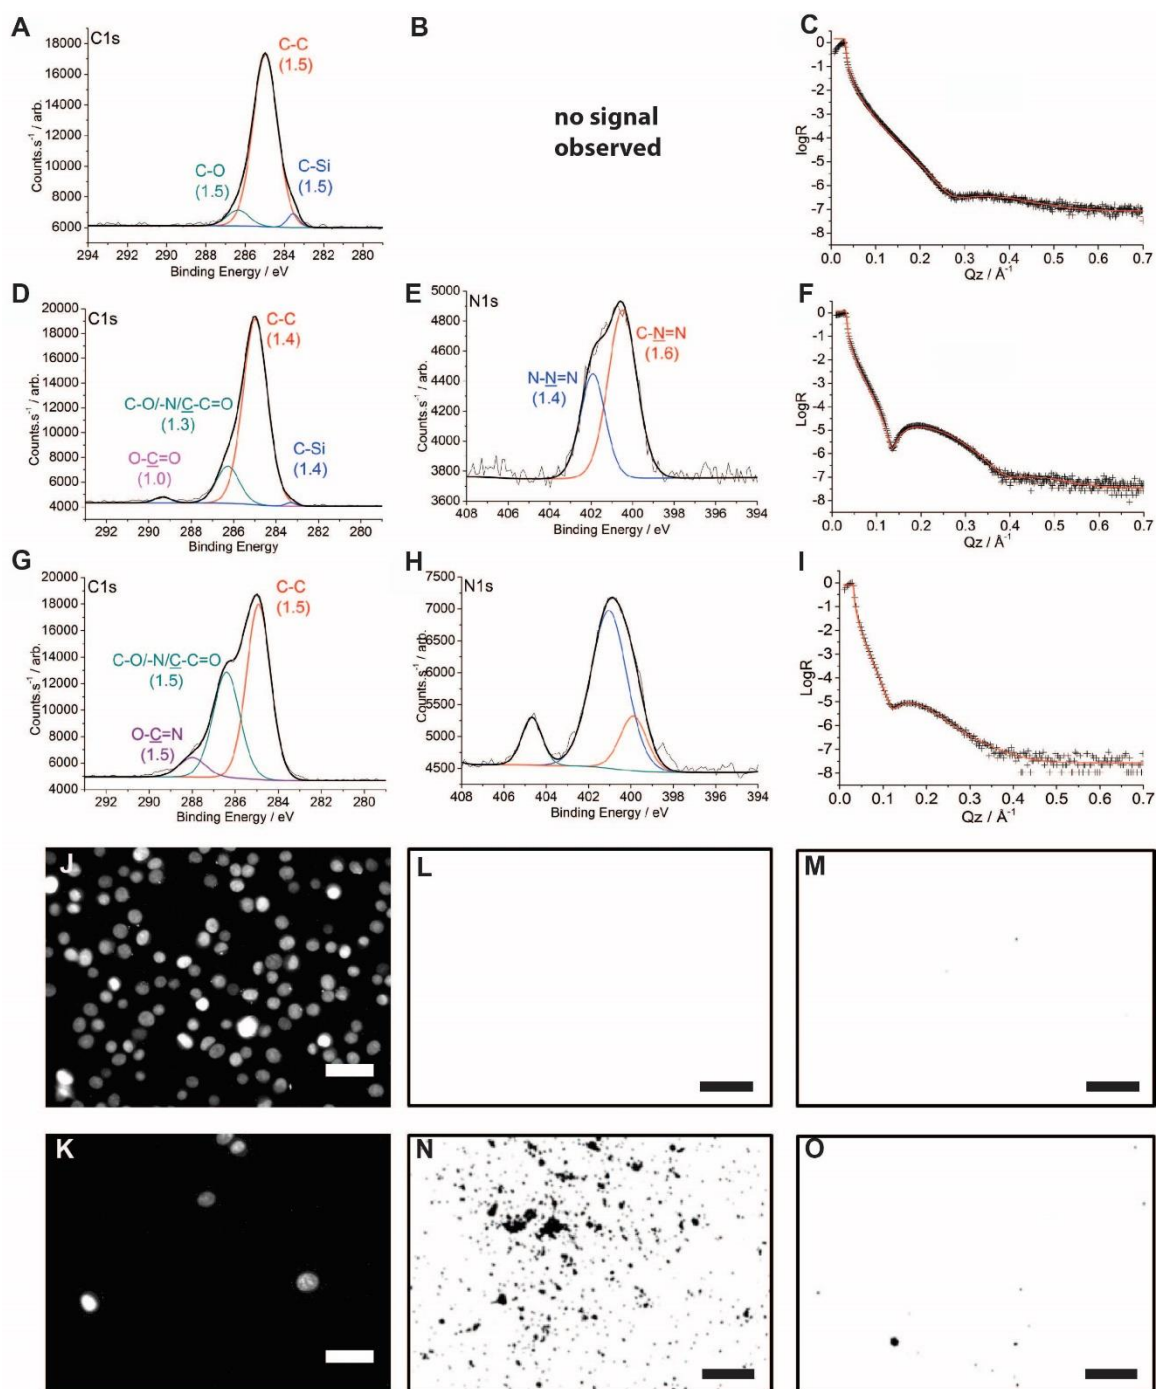 A
C1s
18000
16000
14000
12000
10000
8000
6000
Counts.s⁻¹ / arb.
C-C
(1.5)
C-O
(1.5)
C-Si
(1.5)
294 292 290 288 286 284 282 280
Binding Energy / eV
B
no signal
observed
C
logR
0
-1
-2
-3
-4
-5
-6
-7
-8
0.0 0.1 0.2 0.3 0.4 0.5 0.6 0.7
Qz / Å⁻¹
D
C1s
20000
18000
16000
14000
12000
10000
8000
6000
4000
Counts.s⁻¹ / arb.
C-C
(1.4)
C-O/-N/C-C=O
(1.3)
O-C=O
(1.0)
C-Si
(1.4)
292 290 288 286 284 282 280
Binding Energy
E
N1s
5000
4800
4600
4400
4200
4000
3800
3600
Counts.s⁻¹ / arb.
C-N=N
(1.6)
N-N=N
(1.4)
408 406 404 402 400 398 396 394
Binding Energy / eV
F
LogR
0
-1
-2
-3
-4
-5
-6
-7
-8
0.0 0.1 0.2 0.3 0.4 0.5 0.6 0.7
Qz / Å⁻¹
G
C1s
20000
18000
16000
14000
12000
10000
8000
6000
4000
Counts.s⁻¹ / arb.
C-C
(1.5)
C-O/-N/C-C=O
(1.5)
O-C=N
(1.5)
292 290 288 286 284 282 280
Binding Energy / eV
H
N1s
7500
7000
6500
6000
5500
5000
4500
Counts.s⁻¹ / arb.
408 406 404 402 400 398 396 394
Binding Energy / eV
I
LogR
0
-1
-2
-3
-4
-5
-6
-7
-8
0.0 0.1 0.2 0.3 0.4 0.5 0.6 0.7
Qz / Å⁻¹
J
L
M
K
N
O